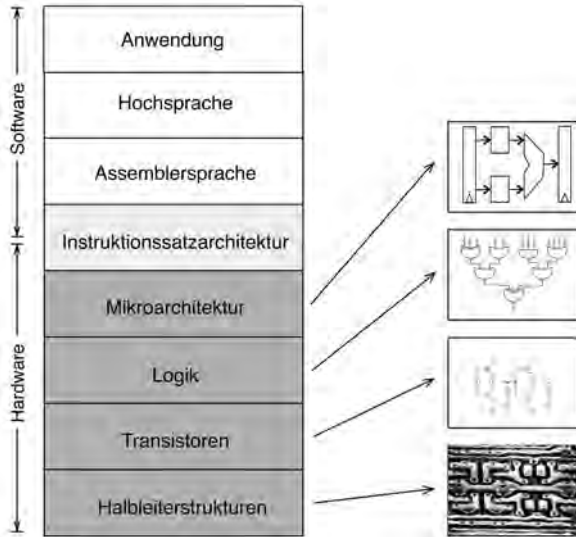 Software
Hardware
Anwendung
Hochsprache
Assemblersprache
Instruktionssatzarchitektur
Mikroarchitektur
Logik
Transistoren
Halbleiterstrukturen